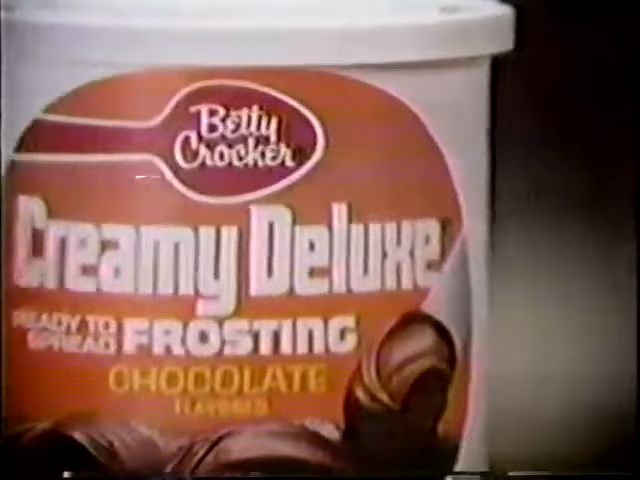 Betty
Crocker
Creamy Deluxe
READY TO
SPREAD FROSTING
CHOCOLATE
FLAVORED